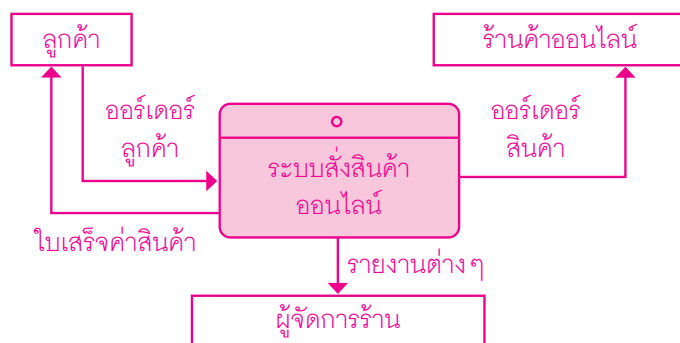 ลูกค้า
ร้านค้าออนไลน์
ออร์เดอร์
ลูกค้า
ออร์เดอร์
สินค้า
ระบบสั่งสินค้า
ออนไลน์
ใบเสร็จค่าสินค้า
รายงานต่าง ๆ
ผู้จัดการร้าน